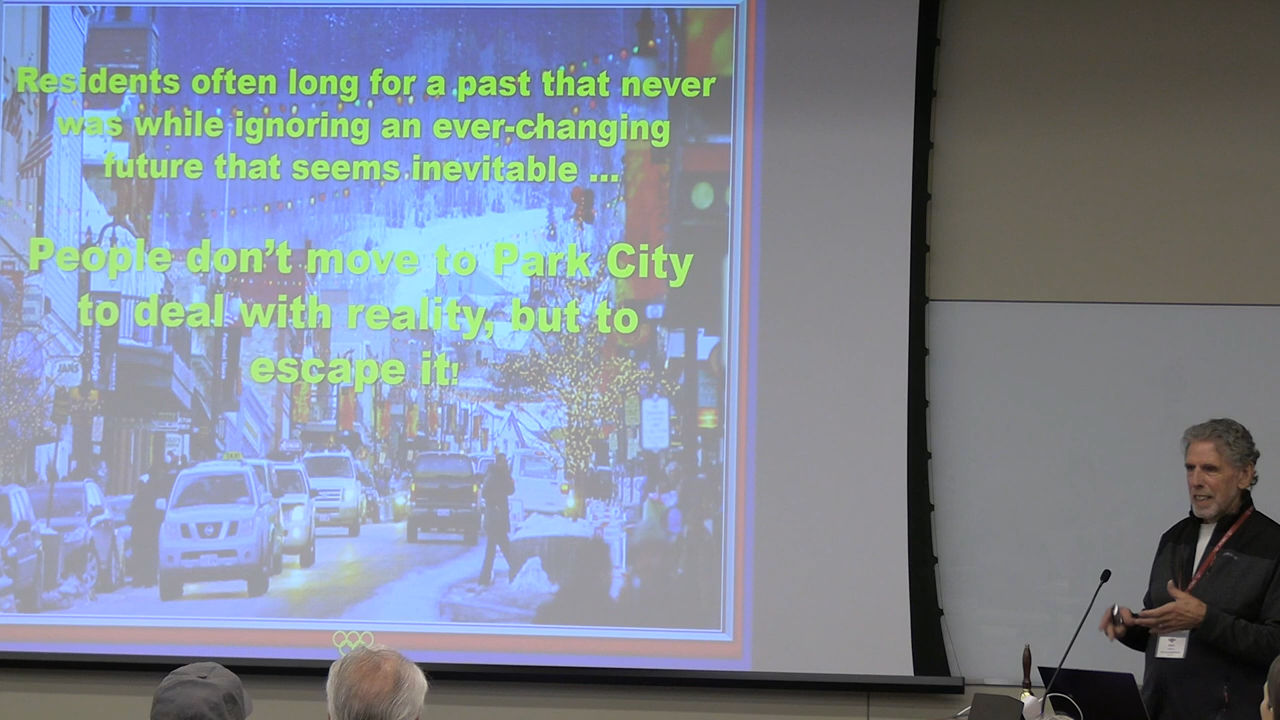 Residents often long for a past that never
was while ignoring an ever-changing
future that seems inevitable ...
People don't move to Park City
to deal with reality, but to
escape it!
JANS